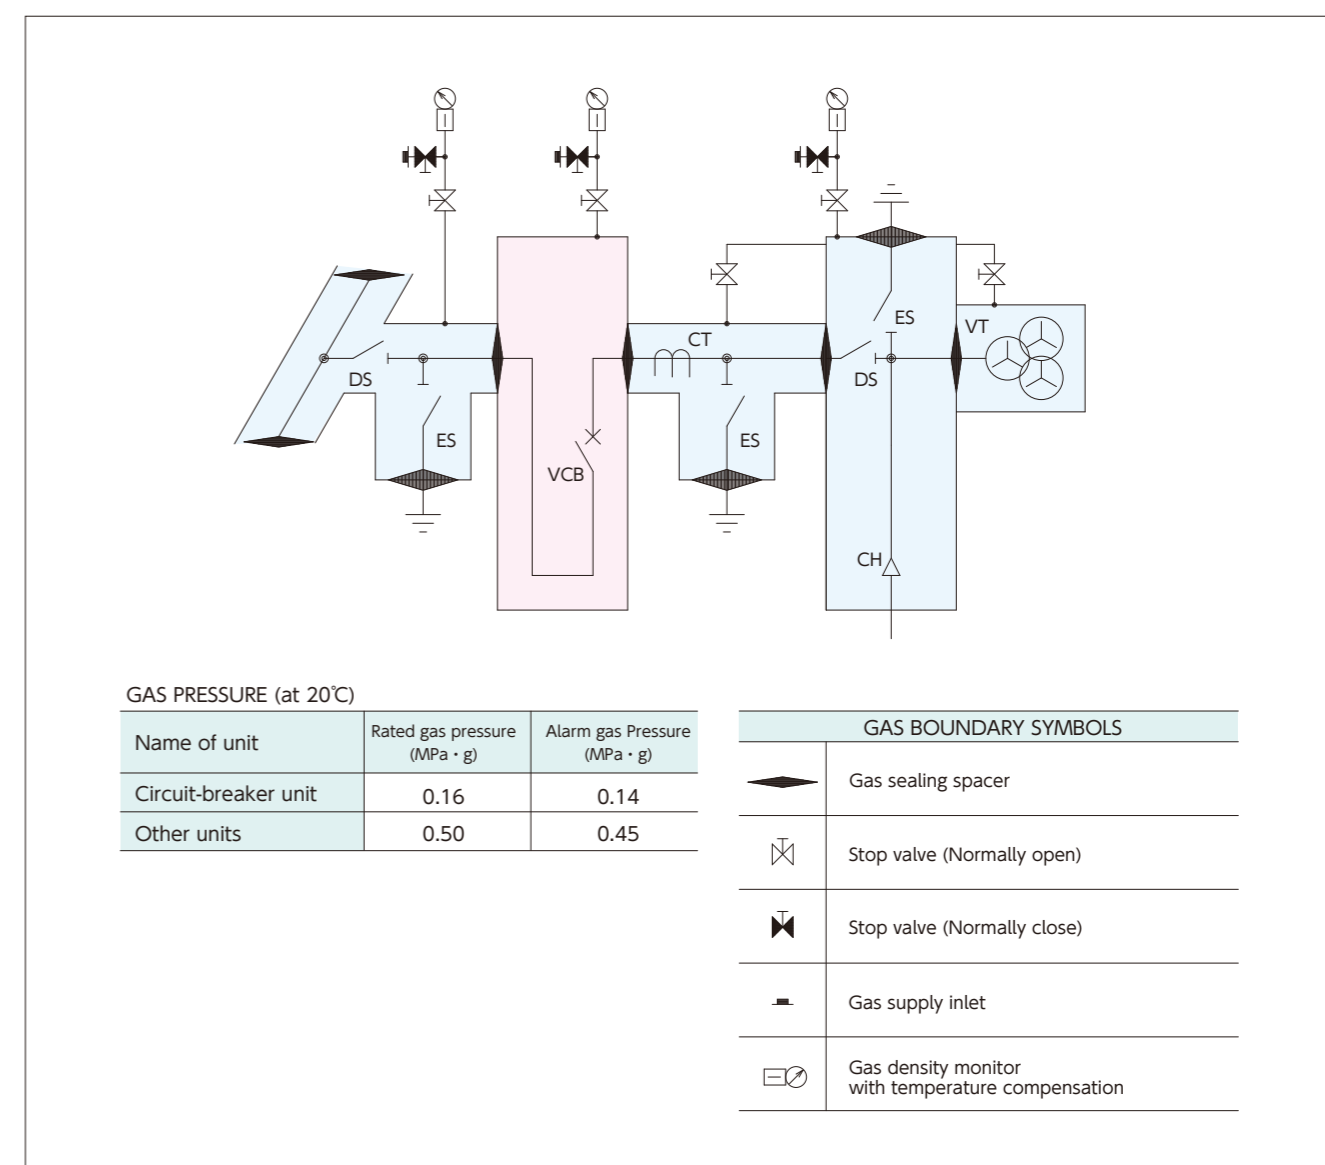 ES
CT
VT
DS
DS
ES
ES
VCB
CH
GAS PRESSURE (at 20℃)
Name of unit
Rated gas pressure
(MPa・g)
Alarm gas Pressure
(MPa・g)
Circuit-breaker unit
0.16
0.14
Other units
0.50
0.45
GAS BOUNDARY SYMBOLS
Gas sealing spacer
Stop valve (Normally open)
Stop valve (Normally close)
Gas supply inlet
Gas density monitor
with temperature compensation